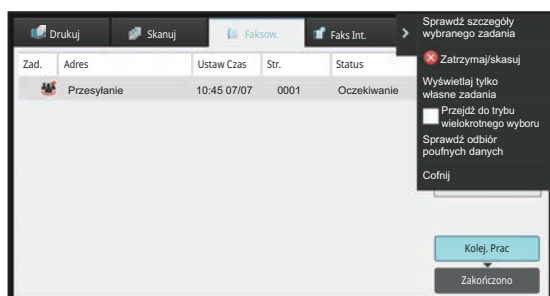 Drukuj
Skanuj
Faksow.
Faks Int.
Zad.
Adres
Ustaw Czas
Str.
Status
Przesyłanie
10:45 07/07
0001
Oczekiwanie
Sprawdź szczegóły
wybranego zadania
Zatrzymaj/skasuj
Wyświetlaj tylko
własne zadania
Przejdź do trybu
wielokrotnego wyboru
Sprawdź odbiór
poufnych danych
Cofnij
Kolej. Prac
Zakończono